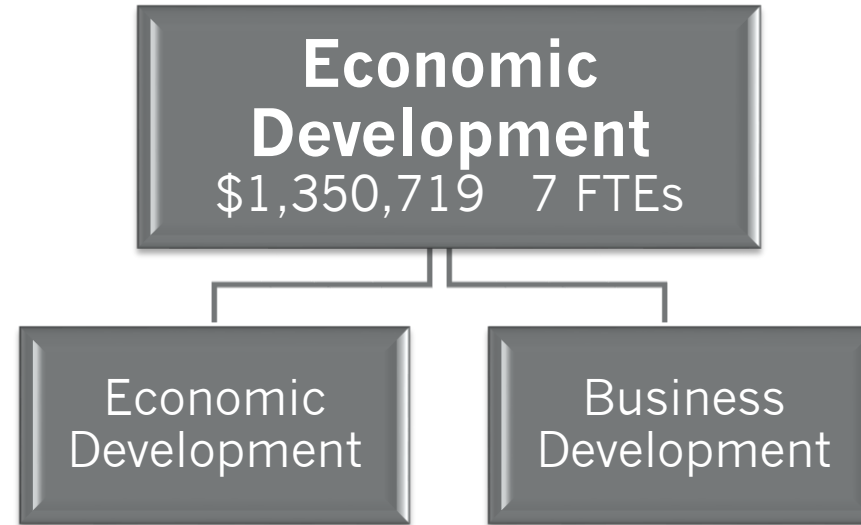 Economic
Development
$1,350,719 7 FTEs
Economic
Development
Business
Development